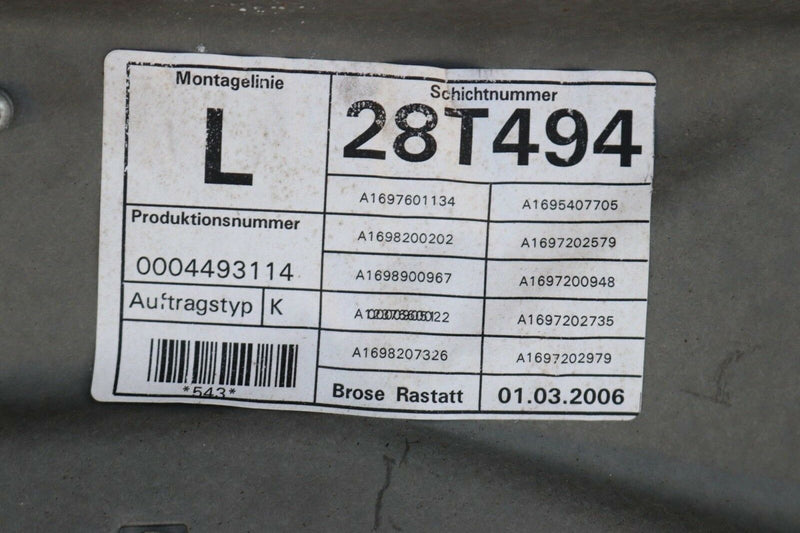 Montagelinie
L
Schichtnummer
28T494
Produktionsnummer
0004493114
Auftragstyp K
*543*
A1697601134 A1695407705
A1698200202 A1697202579
A1698900967 A1697200948
A1697202735
A1698207326 A1697202979
Brose Rastatt 01.03.2006